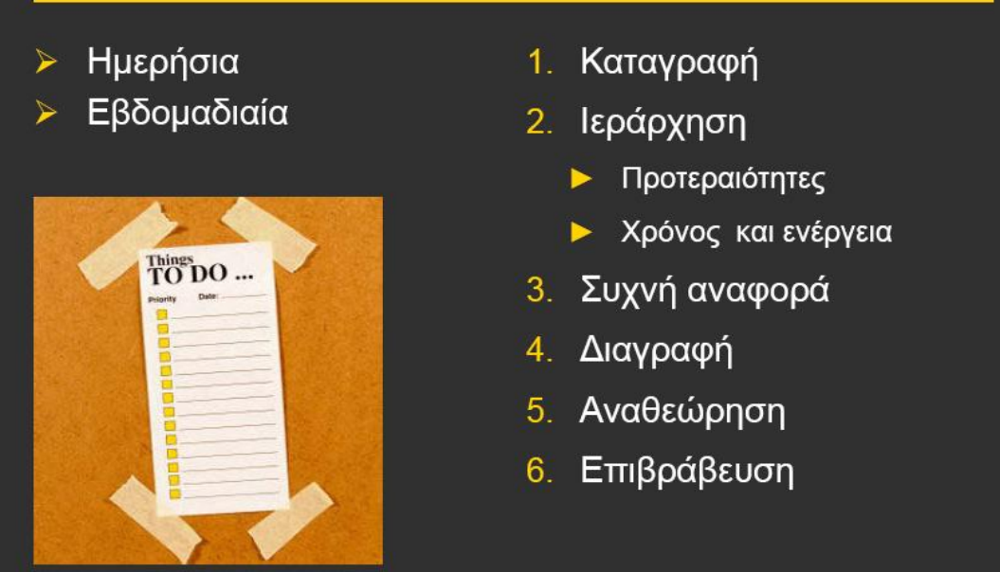 ➢ Ημερήσια
➢ Εβδομαδιαία
Things
TO DO ...
Priority Date:
1. Καταγραφή
2. Ιεράρχηση
► Προτεραιότητες
► Χρόνος και ενέργεια
3. Συχνή αναφορά
4. Διαγραφή
5. Αναθεώρηση
6. Επιβράβευση